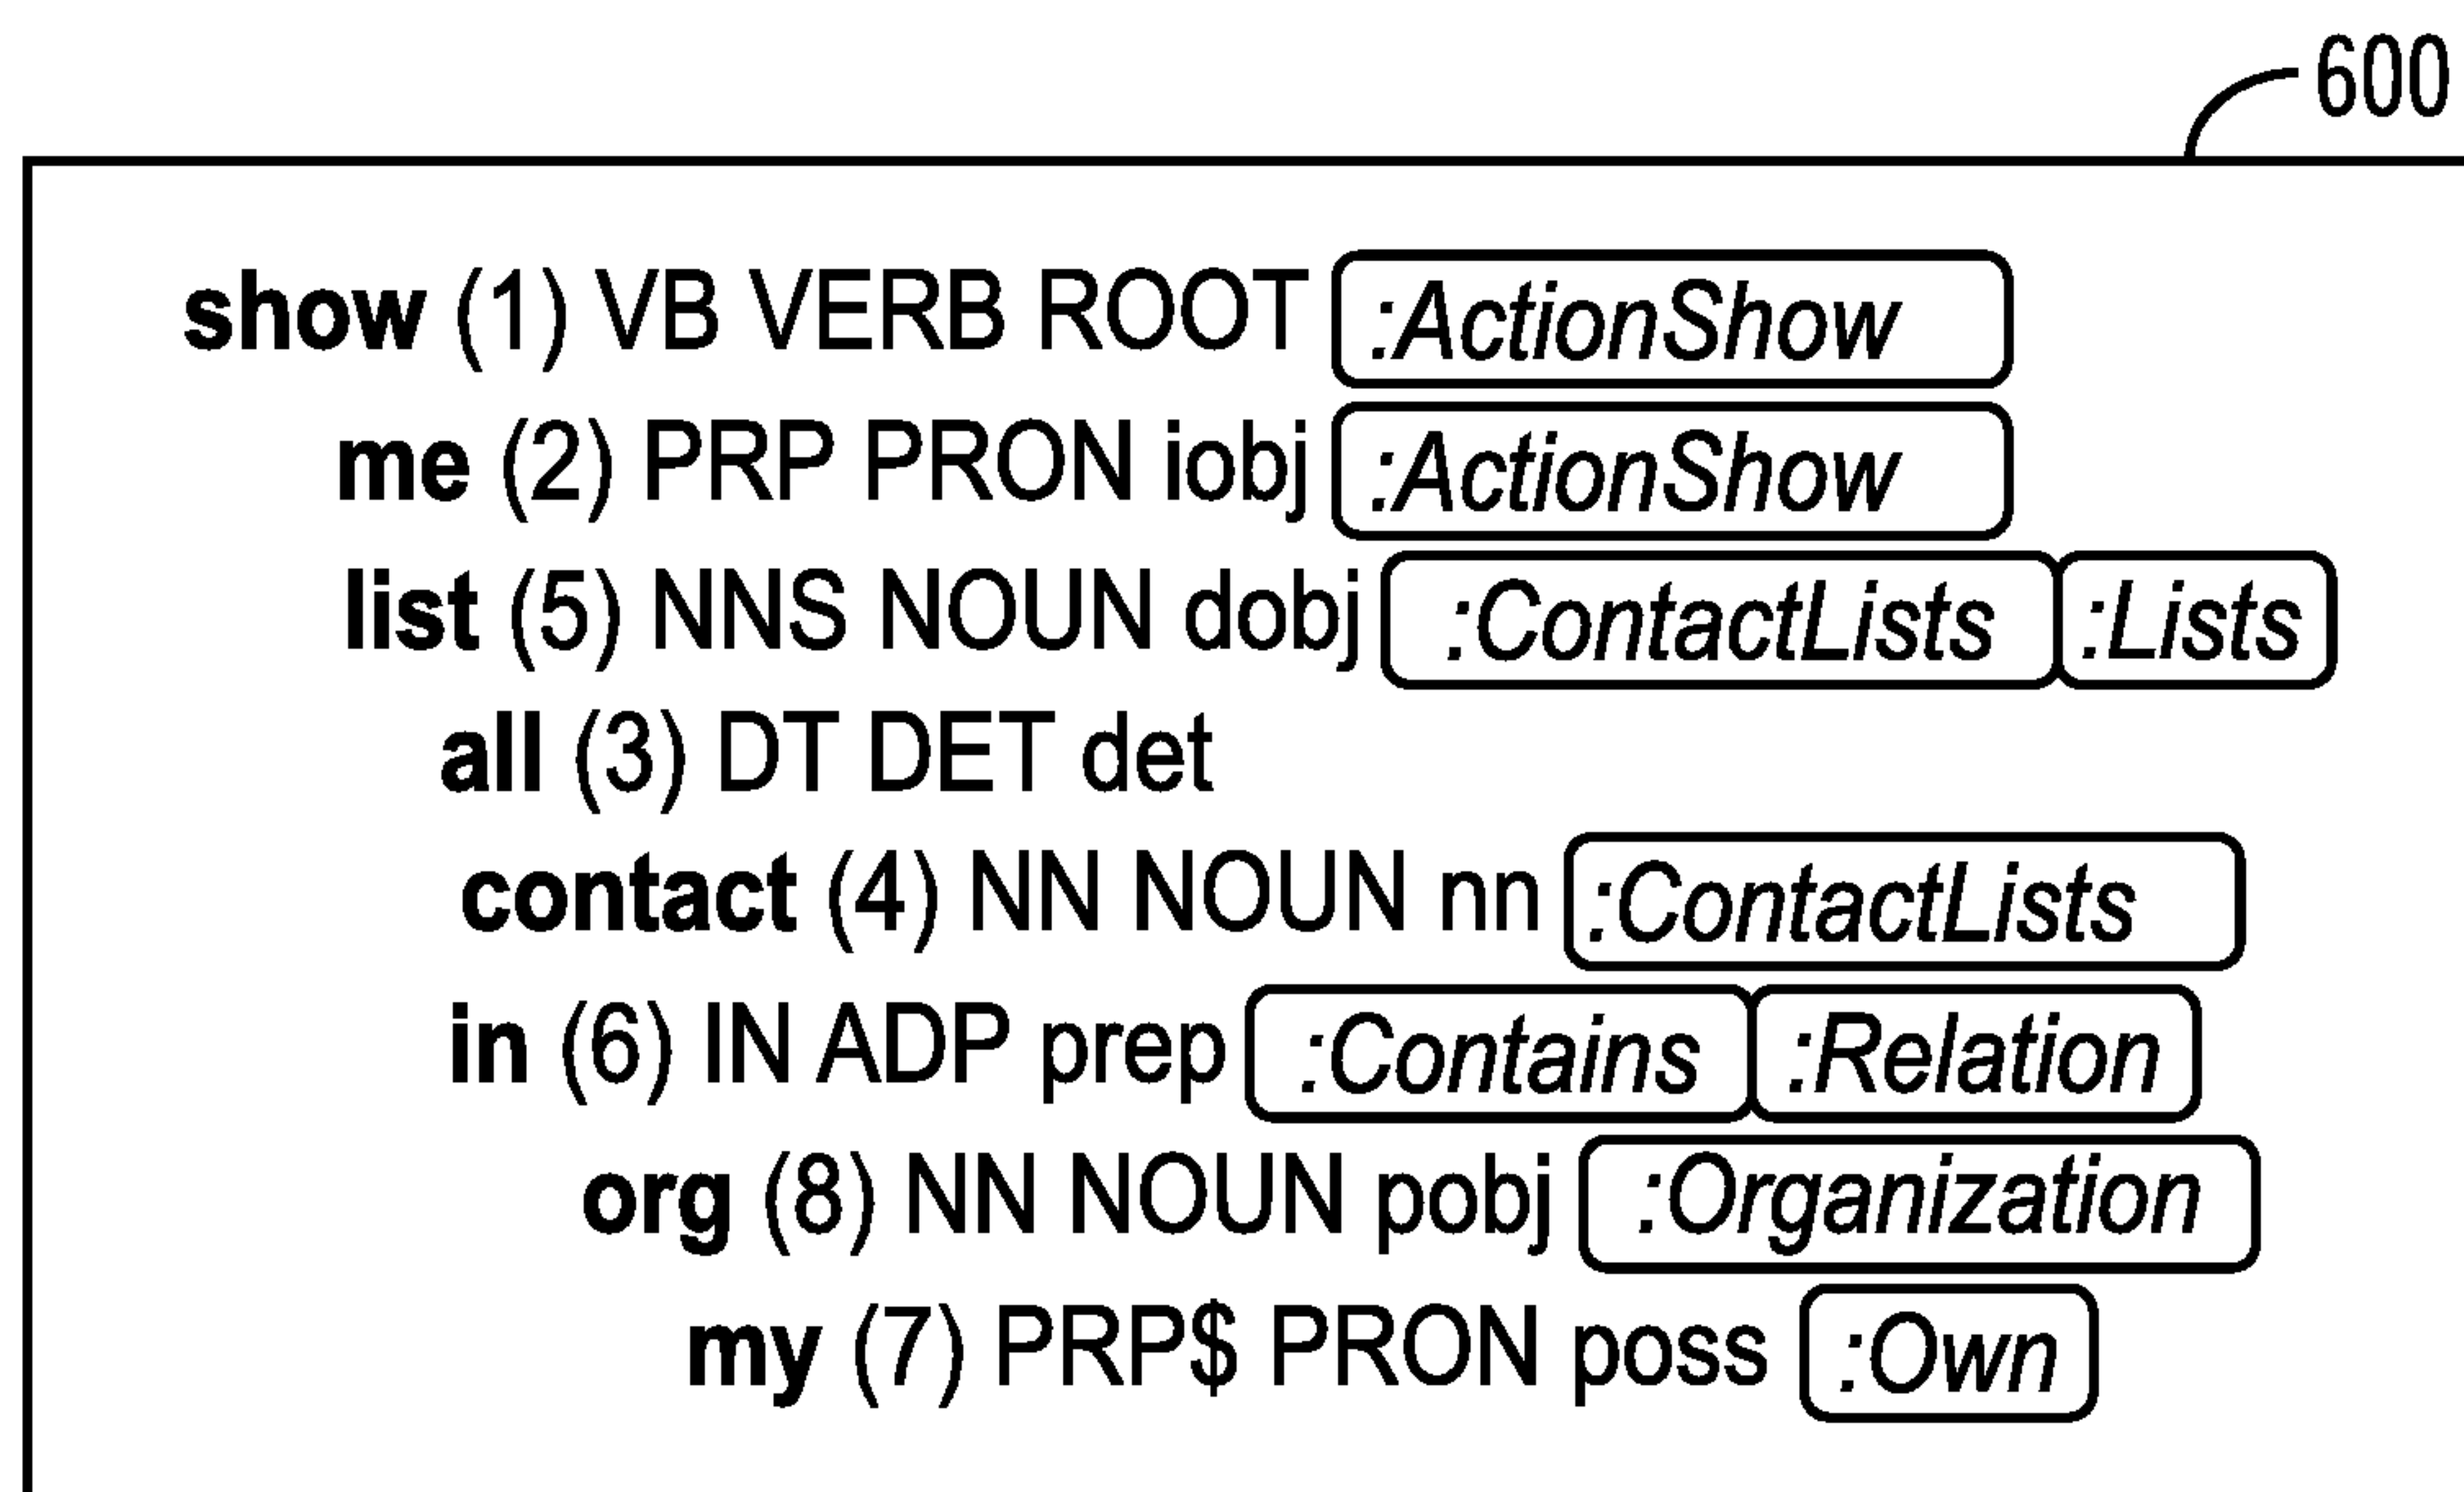 600
show (1) VB VERB ROOT :ActionShow
me (2) PRP PRON iobj :ActionShow
list (5) NNS NOUN dobj :ContactLists :Lists
all (3) DT DET det
contact (4) NN NOUN nn :ContactLists
in (6) IN ADP prep :Contains :Relation
org (8) NN NOUN pobj :Organization
my (7) PRP$ PRON poss :Own